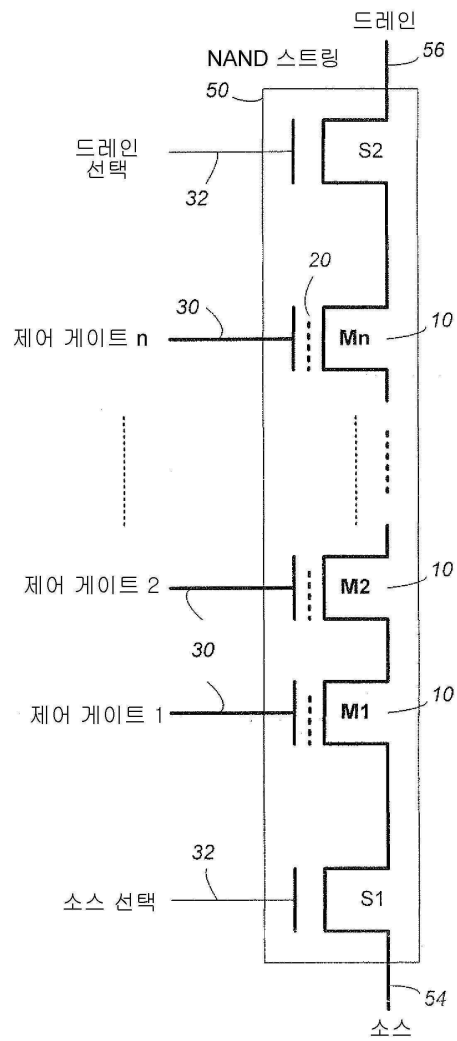 드레인
NAND 스트링
56
50
드레인
선택
32
S2
20
30
제어 게이트 n
Mn
10
제어 게이트 2
M2
10
30
제어 게이트 1
M1
10
32
소스 선택
S1
54
소스